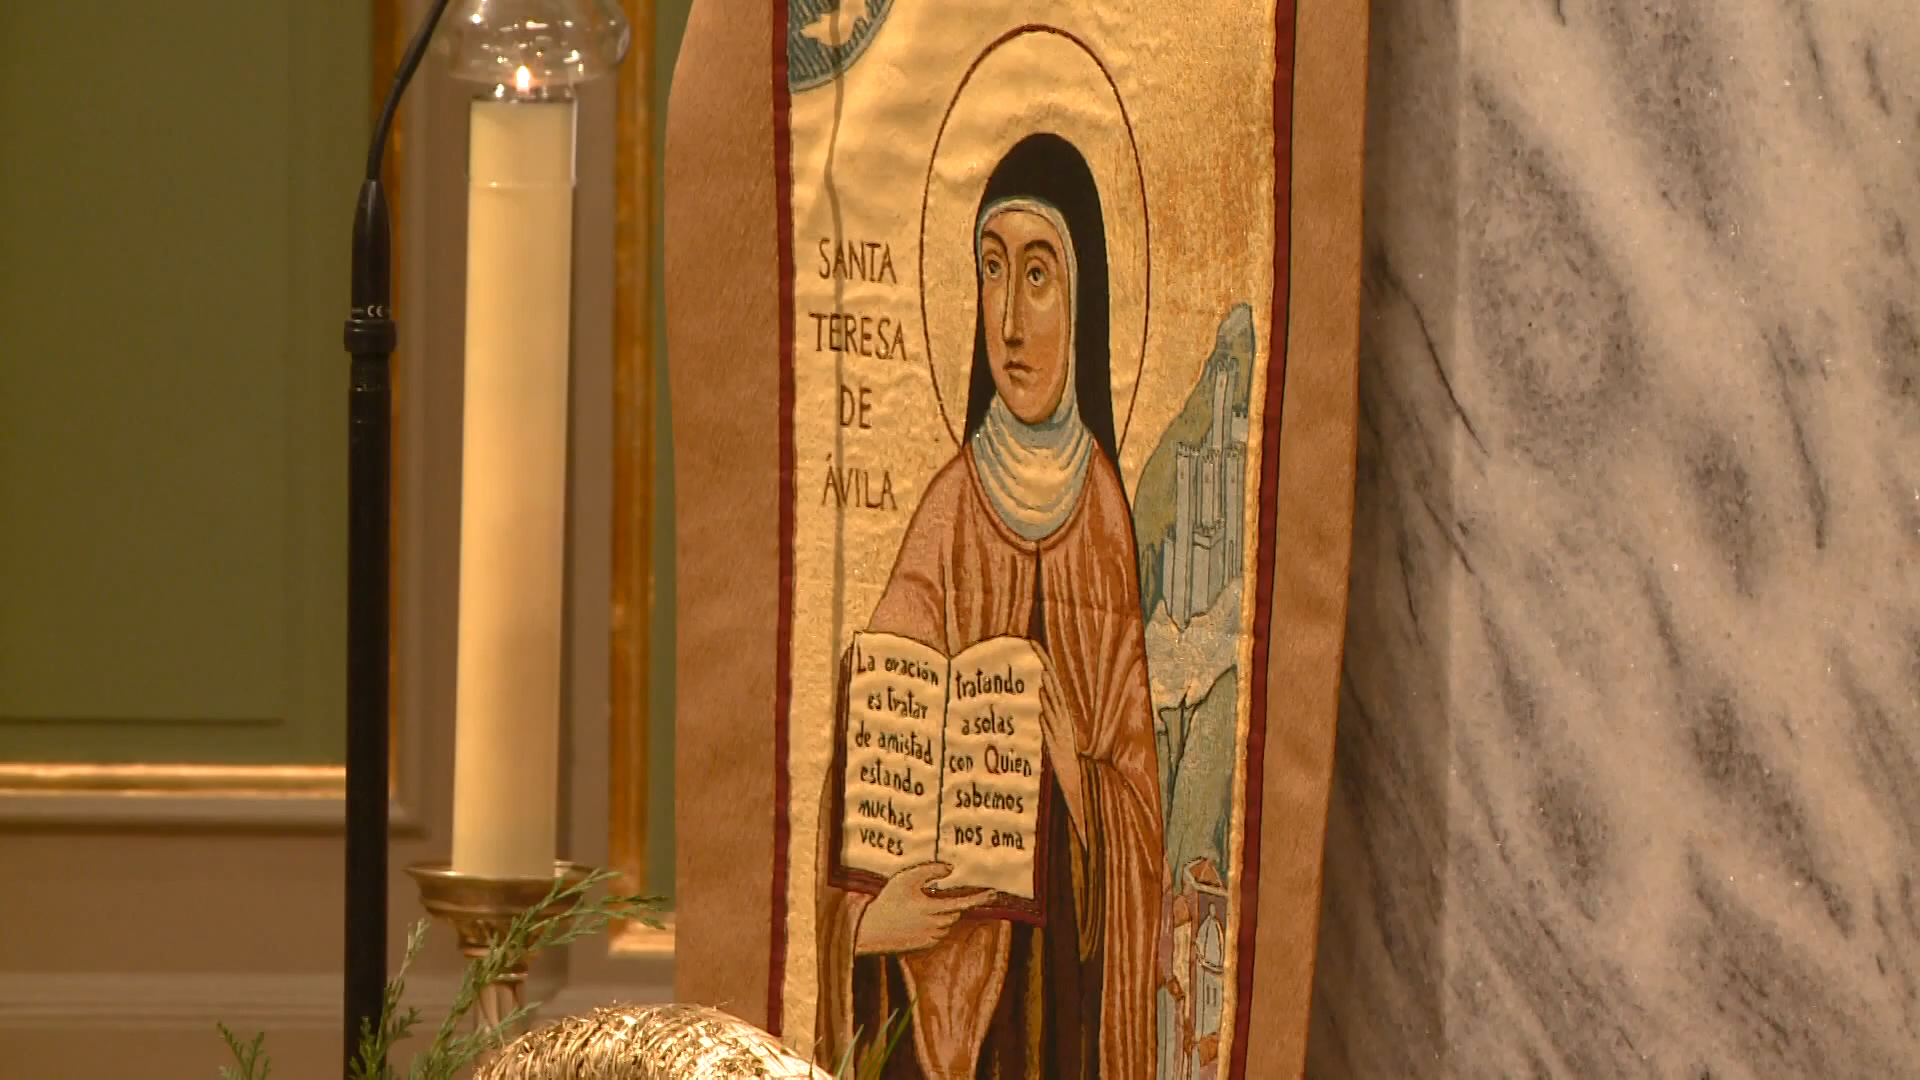 SANTA
TERESA
DE
ÁVILA
La oración
es tratar
de amistad
estando
muchas
veces
tratando
a solas
con Quien
sabemos
nos ama
CE